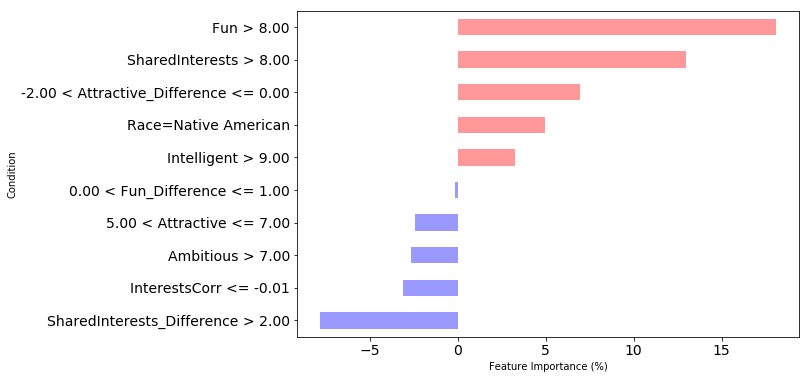 Fun > 8.00
SharedInterests > 8.00
-2.00 < Attractive_Difference <= 0.00
Race=Native American
Intelligent > 9.00
0.00 < Fun_Difference <= 1.00
5.00 < Attractive <= 7.00
Ambitious > 7.00
InterestsCorr <= -0.01
SharedInterests_Difference > 2.00
Condition
−5 0 5 10 15
Feature Importance (%)